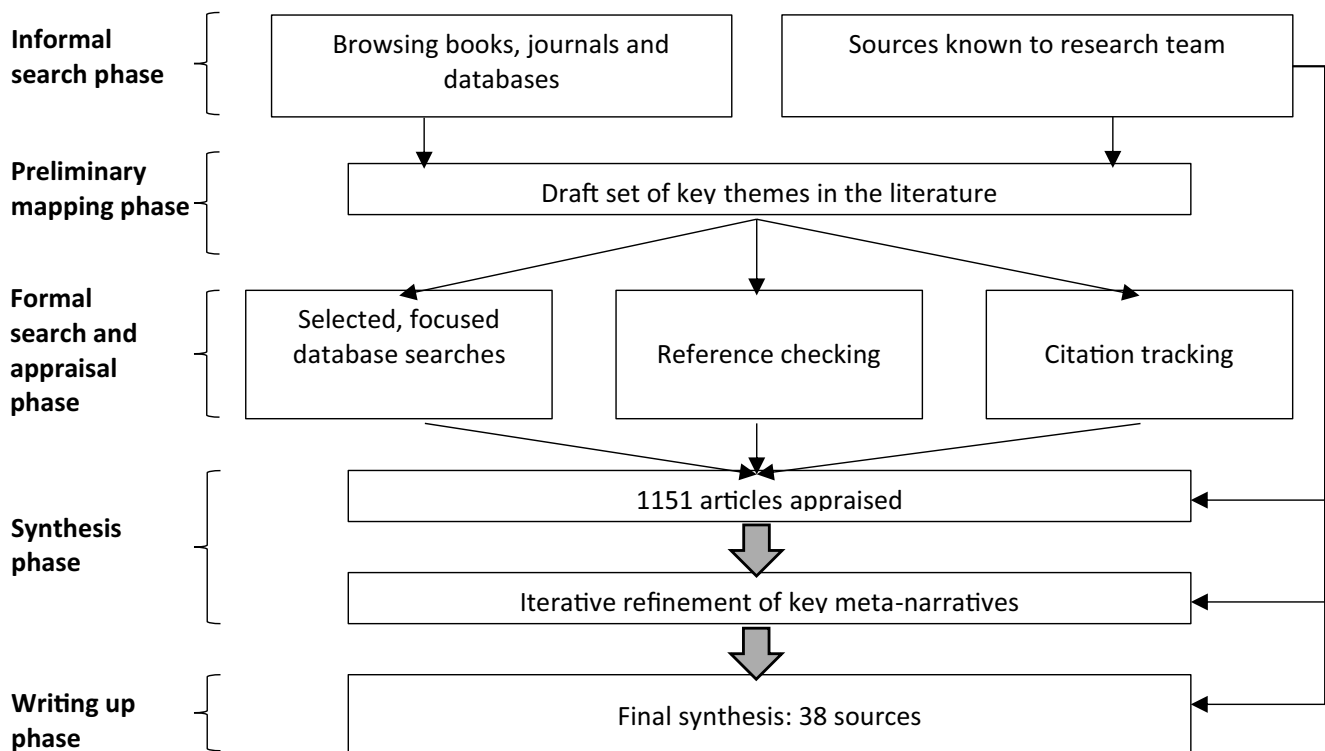 Informal
search phase
Browsing books, journals and
databases
Sources known to research team
Preliminary
mapping phase
Draft set of key themes in the literature
Formal
search and
appraisal
phase
Selected, focused
database searches
Reference checking
Citation tracking
Synthesis
phase
1151 articles appraised
Iterative refinement of key meta-narratives
Writing up
phase
Final synthesis: 38 sources